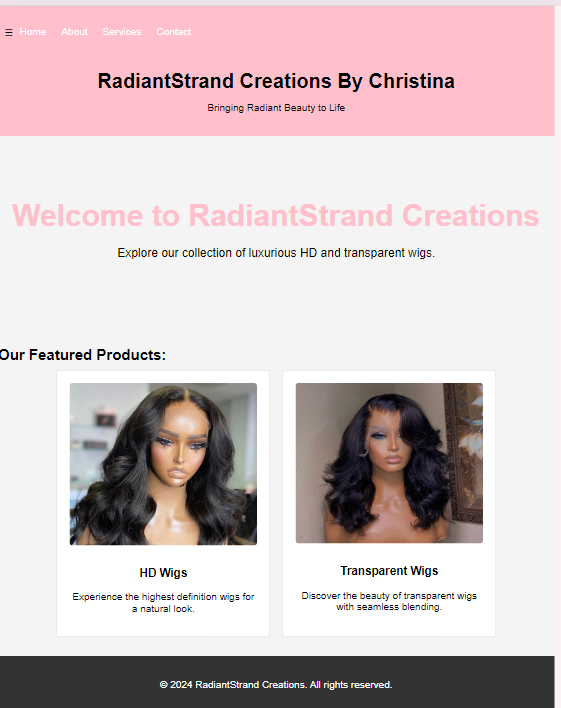 ☰ Home About Services Contact
RadiantStrand Creations By Christina
Bringing Radiant Beauty to Life
Welcome to RadiantStrand Creations
Explore our collection of luxurious HD and transparent wigs.
Our Featured Products:
HD Wigs
Experience the highest definition wigs for
a natural look.
Transparent Wigs
Discover the beauty of transparent wigs
with seamless blending.
© 2024 RadiantStrand Creations. All rights reserved.